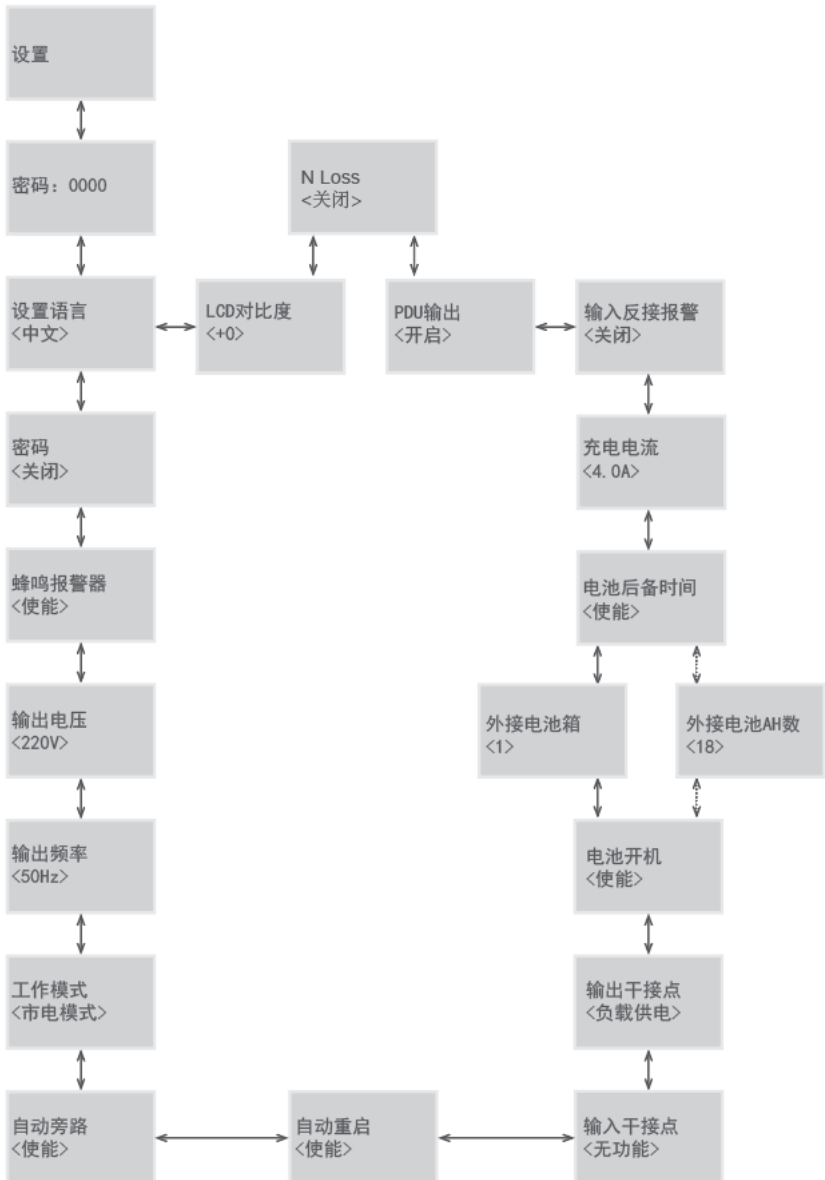 设置
密码：0000
N Loss
<关闭>
设置语言
<中文>
LCD对比度
<+0>
PDU输出
<开启>
输入反接报警
<关闭>
密码
<关闭>
充电电流
<4.0A>
蜂鸣报警器
<使能>
电池后备时间
<使能>
输出电压
<220V>
外接电池箱
<1>
外接电池AH数
<18>
输出频率
<50Hz>
电池开机
<使能>
工作模式
<市电模式>
输出干接点
<负载供电>
自动旁路
<使能>
自动重启
<使能>
输入干接点
<无功能>